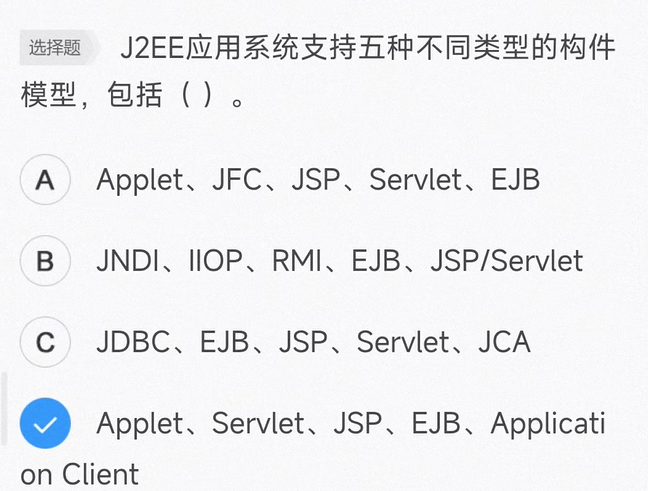 选择题 J2EE应用系统支持五种不同类型的构件
模型，包括（ ）。
A Applet、JFC、JSP、Servlet、EJB
B JNDI、IIOP、RMI、EJB、JSP/Servlet
C JDBC、EJB、JSP、Servlet、JCA
Applet、Servlet、JSP、EJB、Applicati
on Client